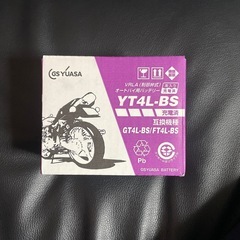 GS YUASA
VRLA(制御弁式)
オートバイ用バッテリー
YT4L-BS
充電済
互換機種
GT4L-BS/FT4L-BS
Pb
GS YUASA BATTERY